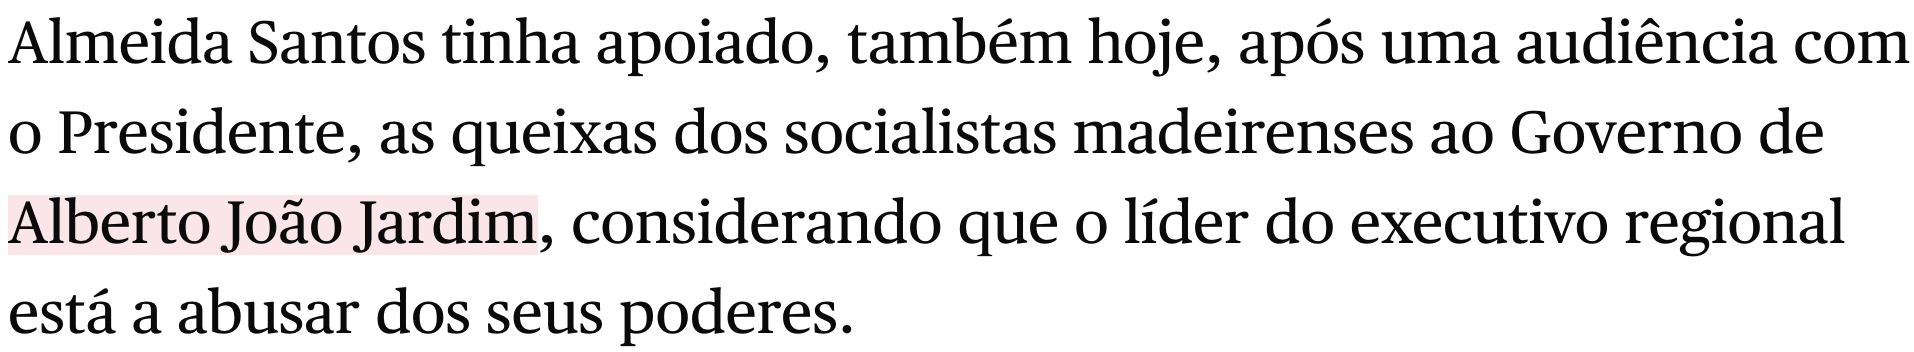 Almeida Santos tinha apoiado, também hoje, após uma audiência com
o Presidente, as queixas dos socialistas madeirenses ao Governo de
Alberto João Jardim, considerando que o líder do executivo regional
está a abusar dos seus poderes.